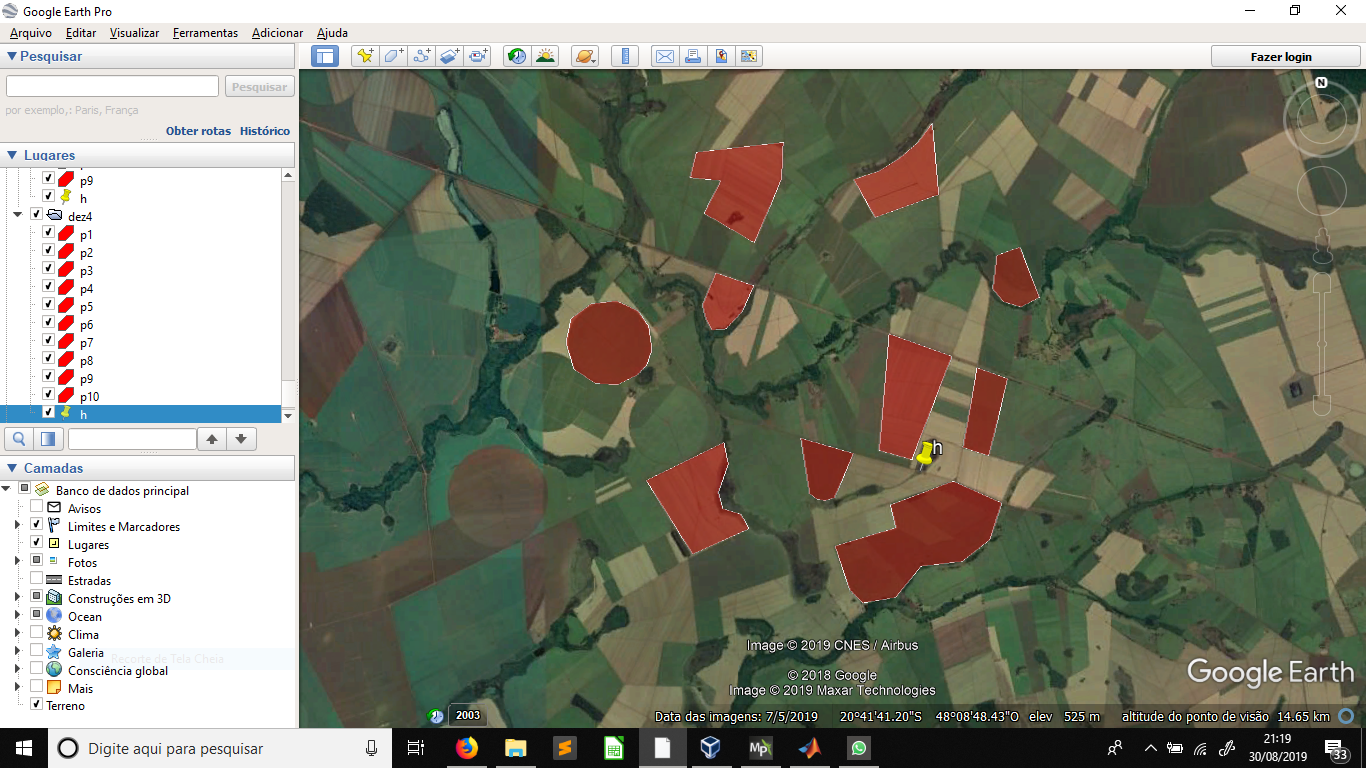 Google Earth Pro
Arquivo Editar Visualizar Ferramentas Adicionar Ajuda
Pesquisar
Fazer login
Pesquisar
por exemplo,: Paris, França
Obter rotas Histórico
Lugares
p9
h
dez4
p1
p2
p3
p4
p5
p6
p7
p8
p9
p10
h
Camadas
Banco de dados principal
Avisos
Limites e Marcadores
Lugares
Fotos
Estradas
Construções em 3D
Ocean
Clima
Galeria
Recorte de Tela Cheia
Consciência global
Mais
Terreno
N
h
Image © 2019 CNES / Airbus
© 2018 Google
Image © 2019 Maxar Technologies
Google Earth
2003
Data das imagens: 7/5/2019 20°41'41.20"S 48°08'48.43"O elev 525 m altitude do ponto de visão 14.65 km
Digite aqui para pesquisar
Mp
21:19
30/08/2019
33